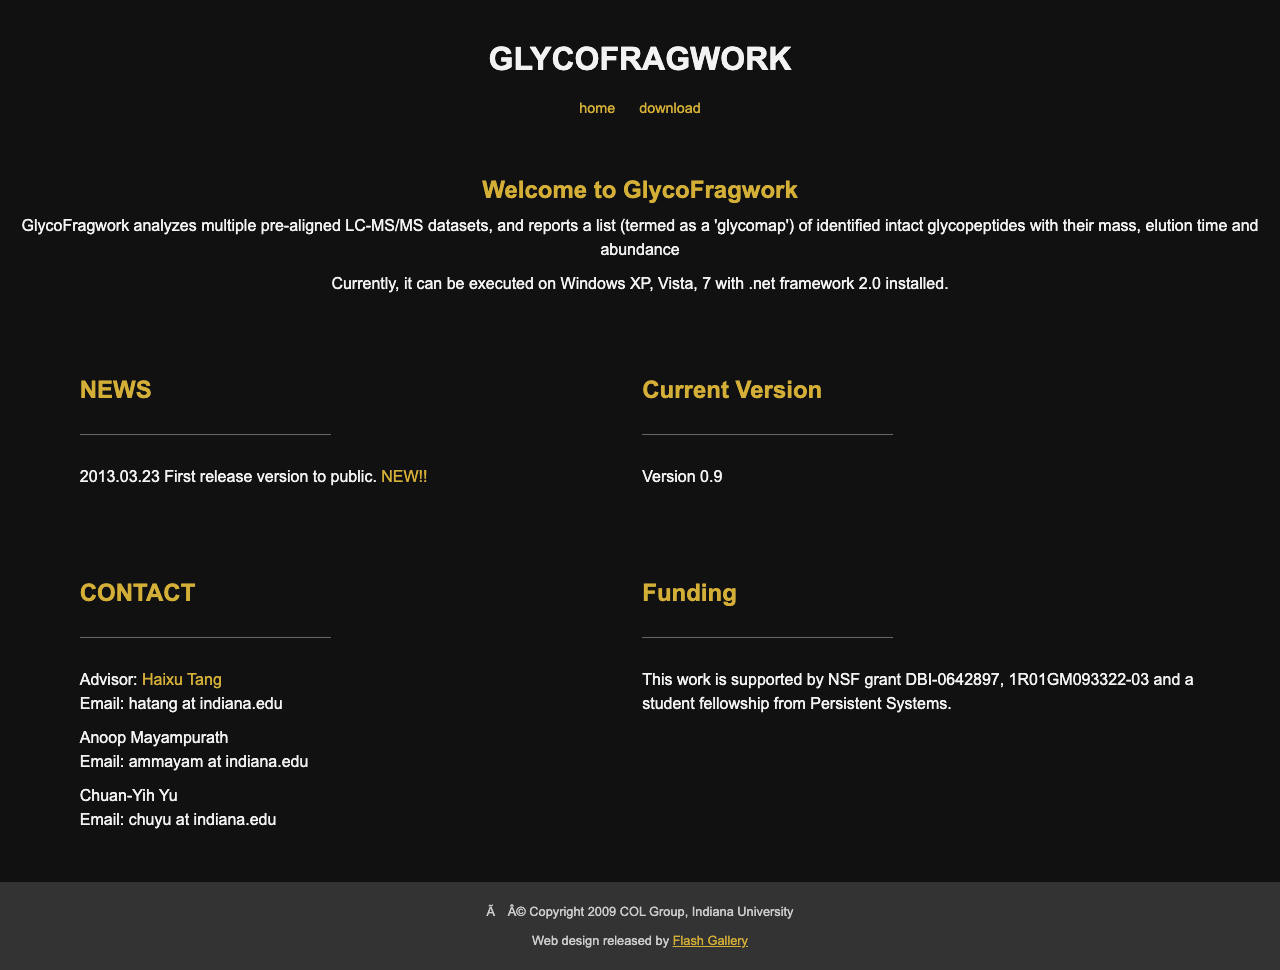 GLYCOFRAGWORK
home download
Welcome to GlycoFragwork
GlycoFragwork analyzes multiple pre-aligned LC-MS/MS datasets, and reports a list (termed as a 'glycomap') of identified intact glycopeptides with their mass, elution time and
abundance
Currently, it can be executed on Windows XP, Vista, 7 with .net framework 2.0 installed.
NEWS
2013.03.23 First release version to public. NEW!!
Current Version
Version 0.9
CONTACT
Advisor: Haixu Tang
Email: hatang at indiana.edu
Anoop Mayampurath
Email: ammayam at indiana.edu
Chuan-Yih Yu
Email: chuyu at indiana.edu
Funding
This work is supported by NSF grant DBI-0642897, 1R01GM093322-03 and a
student fellowship from Persistent Systems.
Ã Â© Copyright 2009 COL Group, Indiana University
Web design released by Flash Gallery